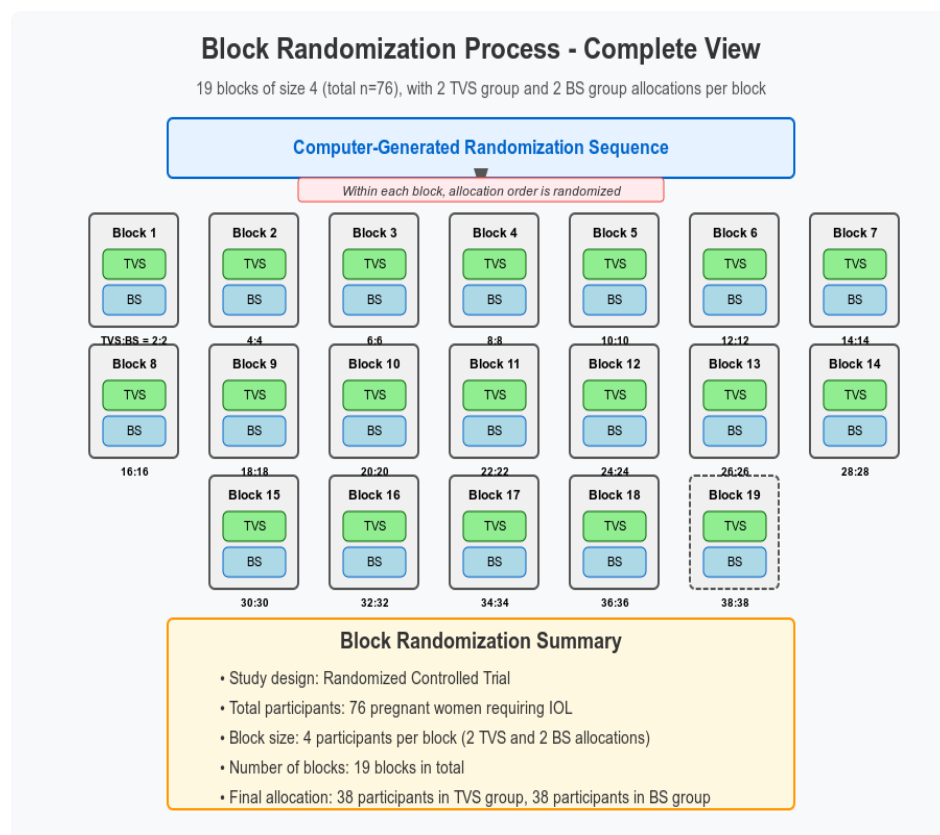 Block Randomization Process - Complete View
19 blocks of size 4 (total n=76), with 2 TVS group and 2 BS group allocations per block
Computer-Generated Randomization Sequence
Within each block, allocation order is randomized
Block 1
TVS
BS
TVS:BS = 2:2
Block 2
TVS
BS
4:4
Block 3
TVS
BS
6:6
Block 4
TVS
BS
8:8
Block 5
TVS
BS
10:10
Block 6
TVS
BS
12:12
Block 7
TVS
BS
14:14
Block 8
TVS
BS
16:16
Block 9
TVS
BS
18:18
Block 10
TVS
BS
20:20
Block 11
TVS
BS
22:22
Block 12
TVS
BS
24:24
Block 13
TVS
BS
26:26
Block 14
TVS
BS
28:28
Block 15
TVS
BS
30:30
Block 16
TVS
BS
32:32
Block 17
TVS
BS
34:34
Block 18
TVS
BS
36:36
Block 19
TVS
BS
38:38
Block Randomization Summary
• Study design: Randomized Controlled Trial
• Total participants: 76 pregnant women requiring IOL
• Block size: 4 participants per block (2 TVS and 2 BS allocations)
• Number of blocks: 19 blocks in total
• Final allocation: 38 participants in TVS group, 38 participants in BS group